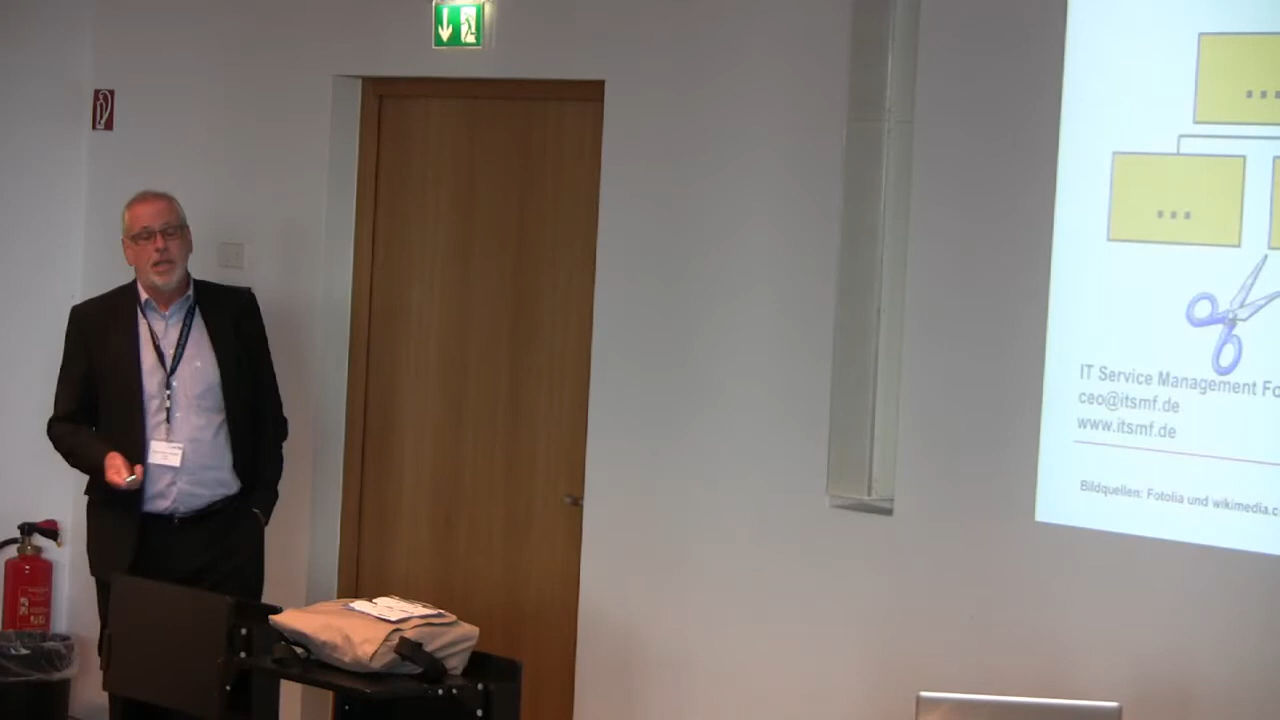 ...
...
IT Service Management Fo
ceo@itsmf.de
www.itsmf.de
Bildquellen: Fotolia und wikimedia.c